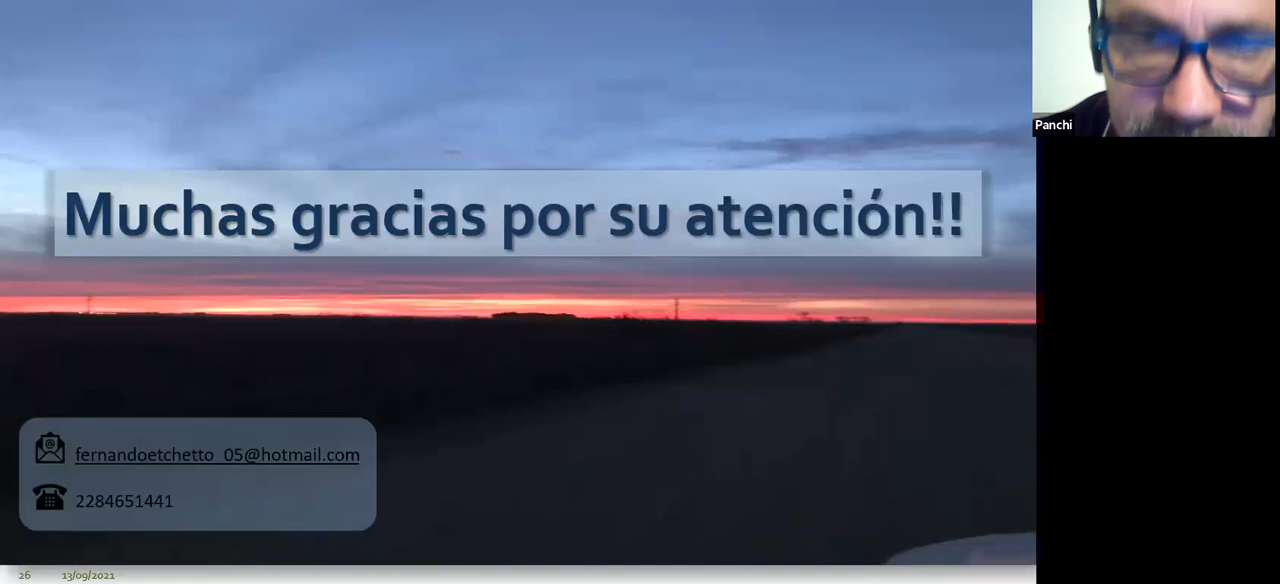 Panchi
Muchas gracias por su atención!!
fernandoetchetto_05@hotmail.com
2284651441
26 13/09/2021